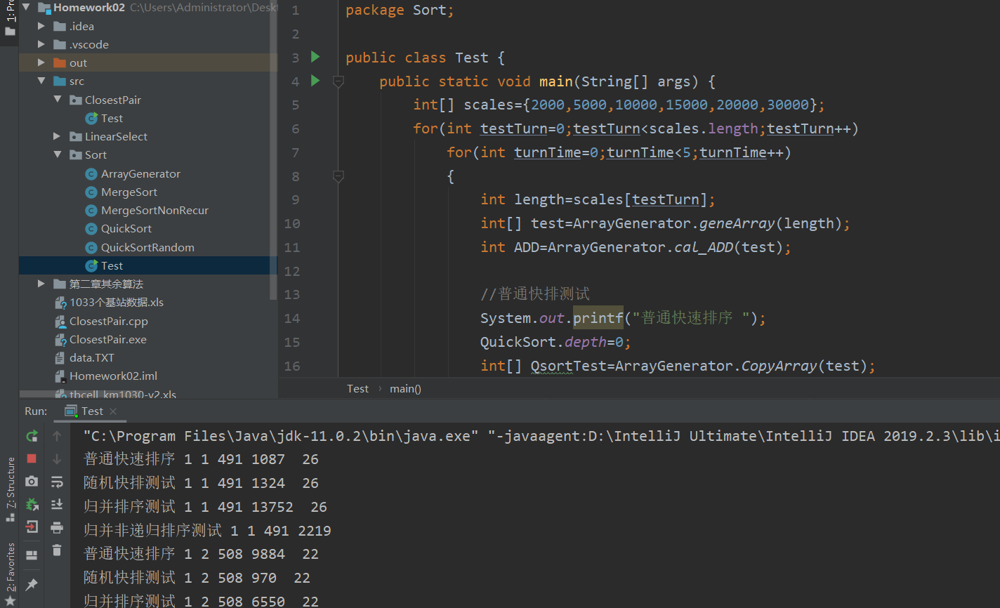 Homework02 C:\Users\Administrator\Deskt
.idea
.vscode
out
src
ClosestPair
Test
LinearSelect
Sort
ArrayGenerator
MergeSort
MergeSortNonRecur
QuickSort
QuickSortRandom
Test
第二章其余算法
1033个基站数据.xls
ClosestPair.cpp
ClosestPair.exe
data.TXT
Homework02.iml
tbcell_km1030-v2.xls
1 package Sort;
2
3 public class Test {
4 public static void main(String[] args) {
5 int[] scales={2000,5000,10000,15000,20000,30000};
6 for(int testTurn=0;testTurn<scales.length;testTurn++)
7 for(int turnTime=0;turnTime<5;turnTime++)
8 {
9 int length=scales[testTurn];
10 int[] test=ArrayGenerator.geneArray(length);
11 int ADD=ArrayGenerator.cal_ADD(test);
12
13 //普通快排测试
14 System.out.printf("普通快速排序 ");
15 QuickSort.depth=0;
16 int[] QsortTest=ArrayGenerator.CopyArray(test);
Test › main()
Run: Test
"C:\Program Files\Java\jdk-11.0.2\bin\java.exe" "-javaagent:D:\IntelliJ Ultimate\IntelliJ IDEA 2019.2.3\lib\i
普通快速排序 1 1 491 1087 26
随机快排测试 1 1 491 1324 26
归并排序测试 1 1 491 13752 26
归并非递归排序测试 1 1 491 2219
普通快速排序 1 2 508 9884 22
随机快排测试 1 2 508 970 22
归并排序测试 1 2 508 6550 22
7: Structure
2: Favorites